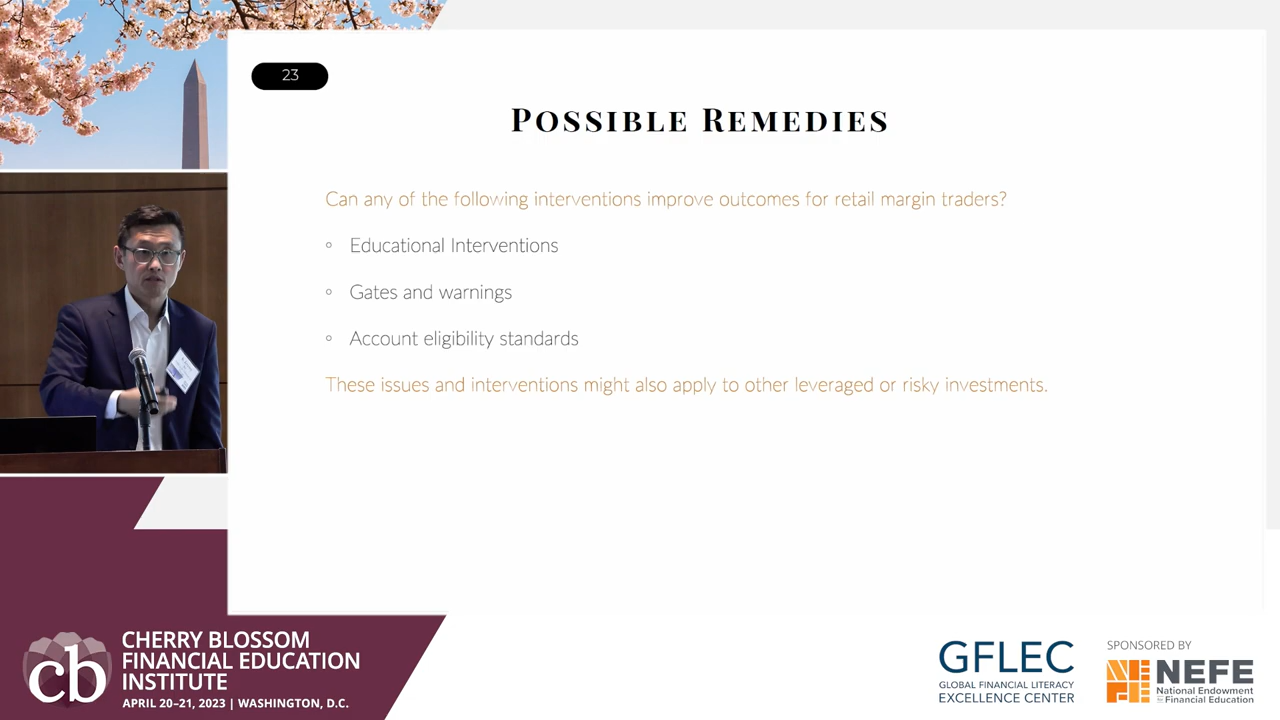 23
POSSIBLE REMEDIES
Can any of the following interventions improve outcomes for retail margin traders?
◦ Educational Interventions
◦ Gates and warnings
◦ Account eligibility standards
These issues and interventions might also apply to other leveraged or risky investments.
cb
CHERRY BLOSSOM
FINANCIAL EDUCATION
INSTITUTE
APRIL 20–21, 2023 | WASHINGTON, D.C.
GFLEC
GLOBAL FINANCIAL LITERACY
EXCELLENCE CENTER
SPONSORED BY
NEFE
National Endowment
for Financial Education